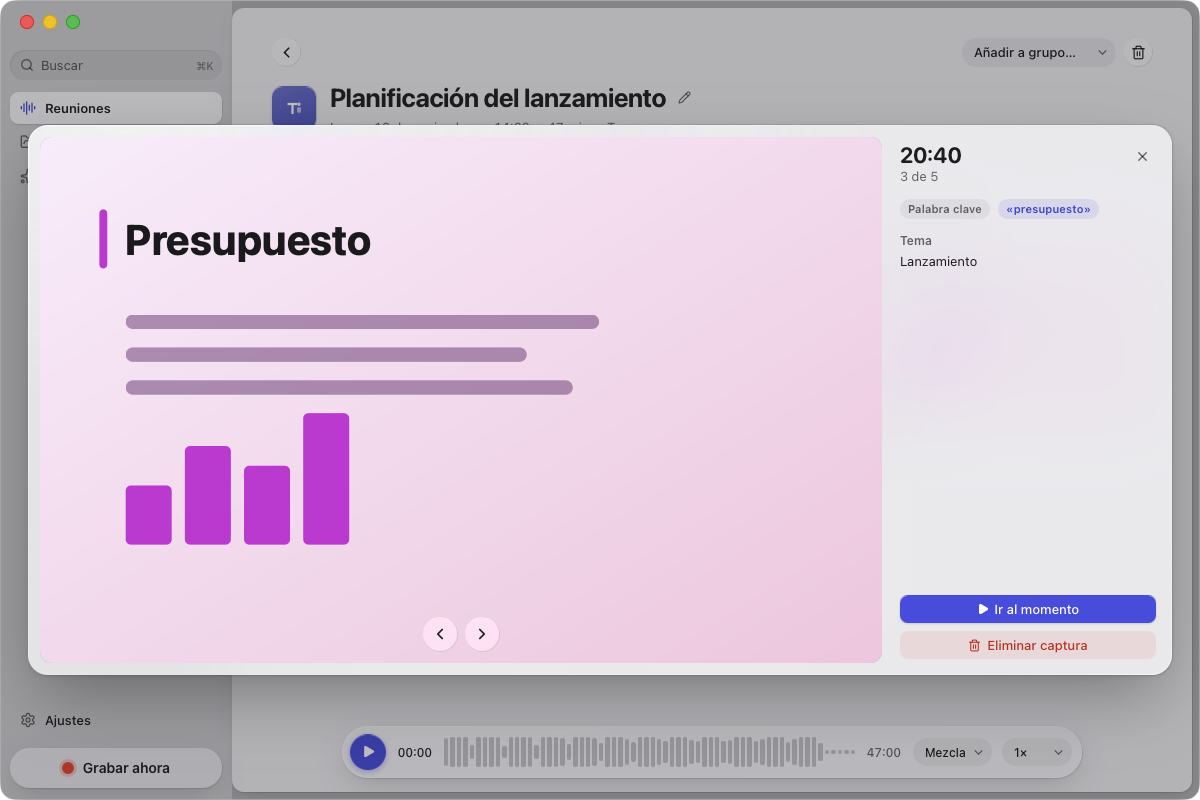 Buscar ⌘K
Añadir a grupo...
Reuniones
Ti
Planificación del lanzamiento
20:40
3 de 5
Palabra clave «presupuesto»
Tema
Lanzamiento
Presupuesto
Ir al momento
Eliminar captura
Ajustes
Grabar ahora
00:00
47:00
Mezcla
1×